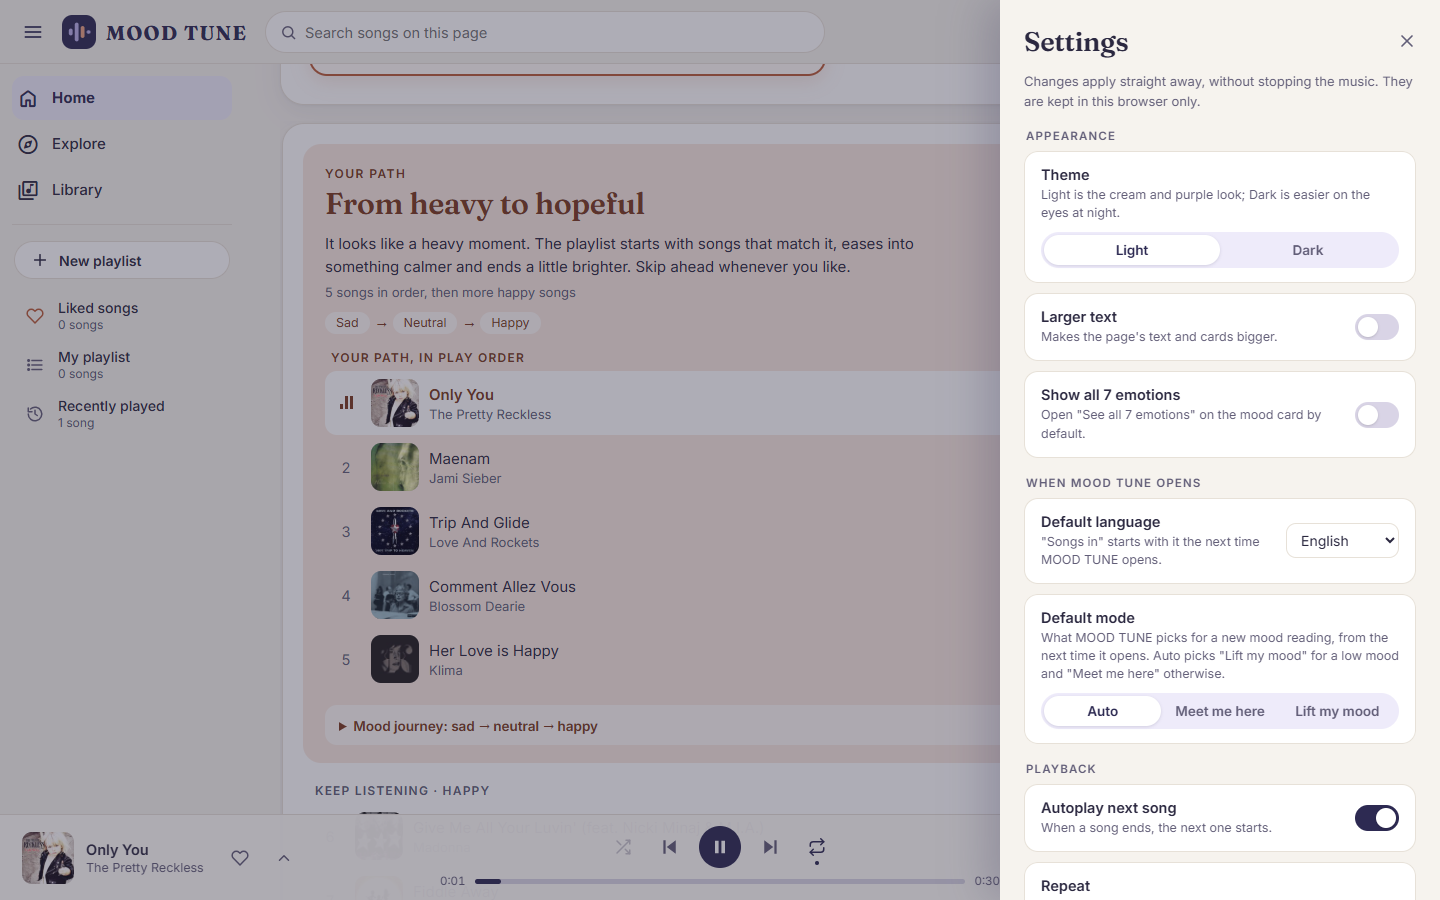 MOOD TUNE
Search songs on this page
Home
Explore
Library
New playlist
Liked songs
0 songs
My playlist
0 songs
Recently played
1 song
YOUR PATH
From heavy to hopeful
It looks like a heavy moment. The playlist starts with songs that match it, eases into
something calmer and ends a little brighter. Skip ahead whenever you like.
5 songs in order, then more happy songs
Sad → Neutral → Happy
YOUR PATH, IN PLAY ORDER
Only You
The Pretty Reckless
2
Maenam
Jami Sieber
3
Trip And Glide
Love And Rockets
4
Comment Allez Vous
Blossom Dearie
5
Her Love is Happy
Klima
Mood journey: sad → neutral → happy
KEEP LISTENING · HAPPY
Only You
The Pretty Reckless
0:01
0:30
Settings
Changes apply straight away, without stopping the music. They
are kept in this browser only.
APPEARANCE
Theme
Light is the cream and purple look; Dark is easier on the
eyes at night.
Light Dark
Larger text
Makes the page's text and cards bigger.
Show all 7 emotions
Open "See all 7 emotions" on the mood card by
default.
WHEN MOOD TUNE OPENS
Default language
"Songs in" starts with it the next time
MOOD TUNE opens.
English
Default mode
What MOOD TUNE picks for a new mood reading, from the
next time it opens. Auto picks "Lift my mood" for a low mood
and "Meet me here" otherwise.
Auto Meet me here Lift my mood
PLAYBACK
Autoplay next song
When a song ends, the next one starts.
Repeat